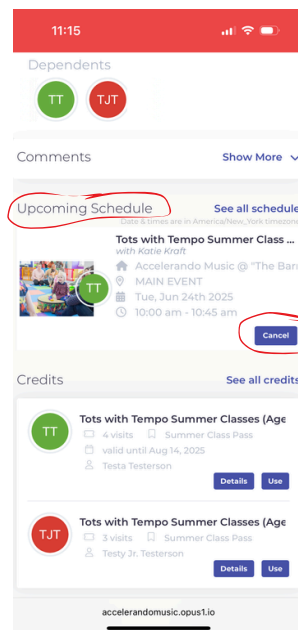 11:15
Dependents
TT TJT
Comments Show More
Upcoming Schedule See all schedule
Date & times are in America/New_York timezone
Tots with Tempo Summer Class ...
with Katie Kraft
TT
Accelerando Music @ "The Barn
MAIN EVENT
Tue, Jun 24th 2025
10:00 am - 10:45 am
Cancel
Credits See all credits
Tots with Tempo Summer Classes (Age
TT
4 visits Summer Class Pass
valid until Aug 14, 2025
Testa Testerson
Details Use
Tots with Tempo Summer Classes (Age
TJT
3 visits Summer Class Pass
Testy Jr. Testerson
Details Use
accelerandomusic.opus1.io